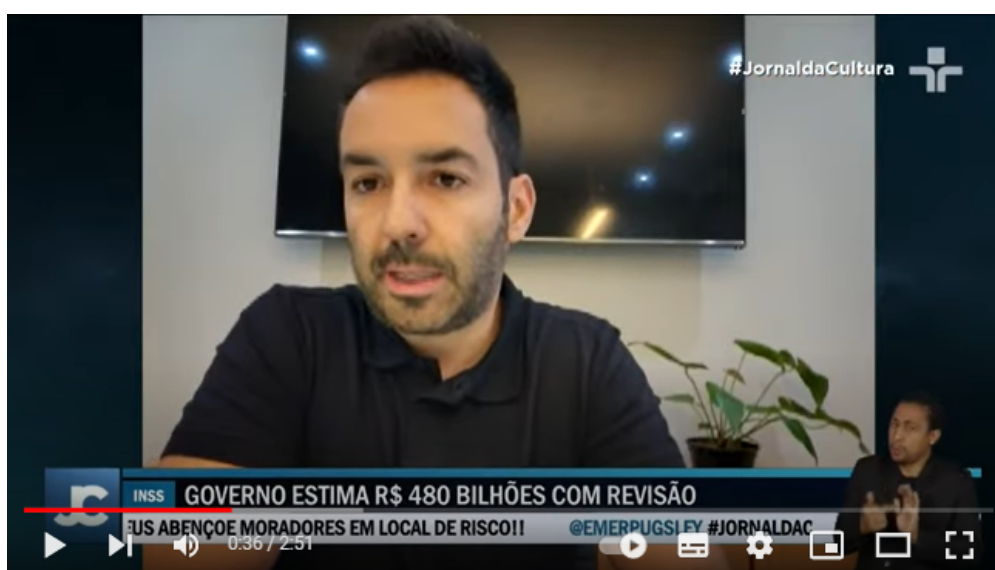 #JornaldaCultura
JC
INSS GOVERNO ESTIMA R$ 480 BILHÕES COM REVISÃO
EUS ABENÇOE MORADORES EM LOCAL DE RISCO!! @EMERPUGSLEY #JORNALDAC
0:36 / 2:51